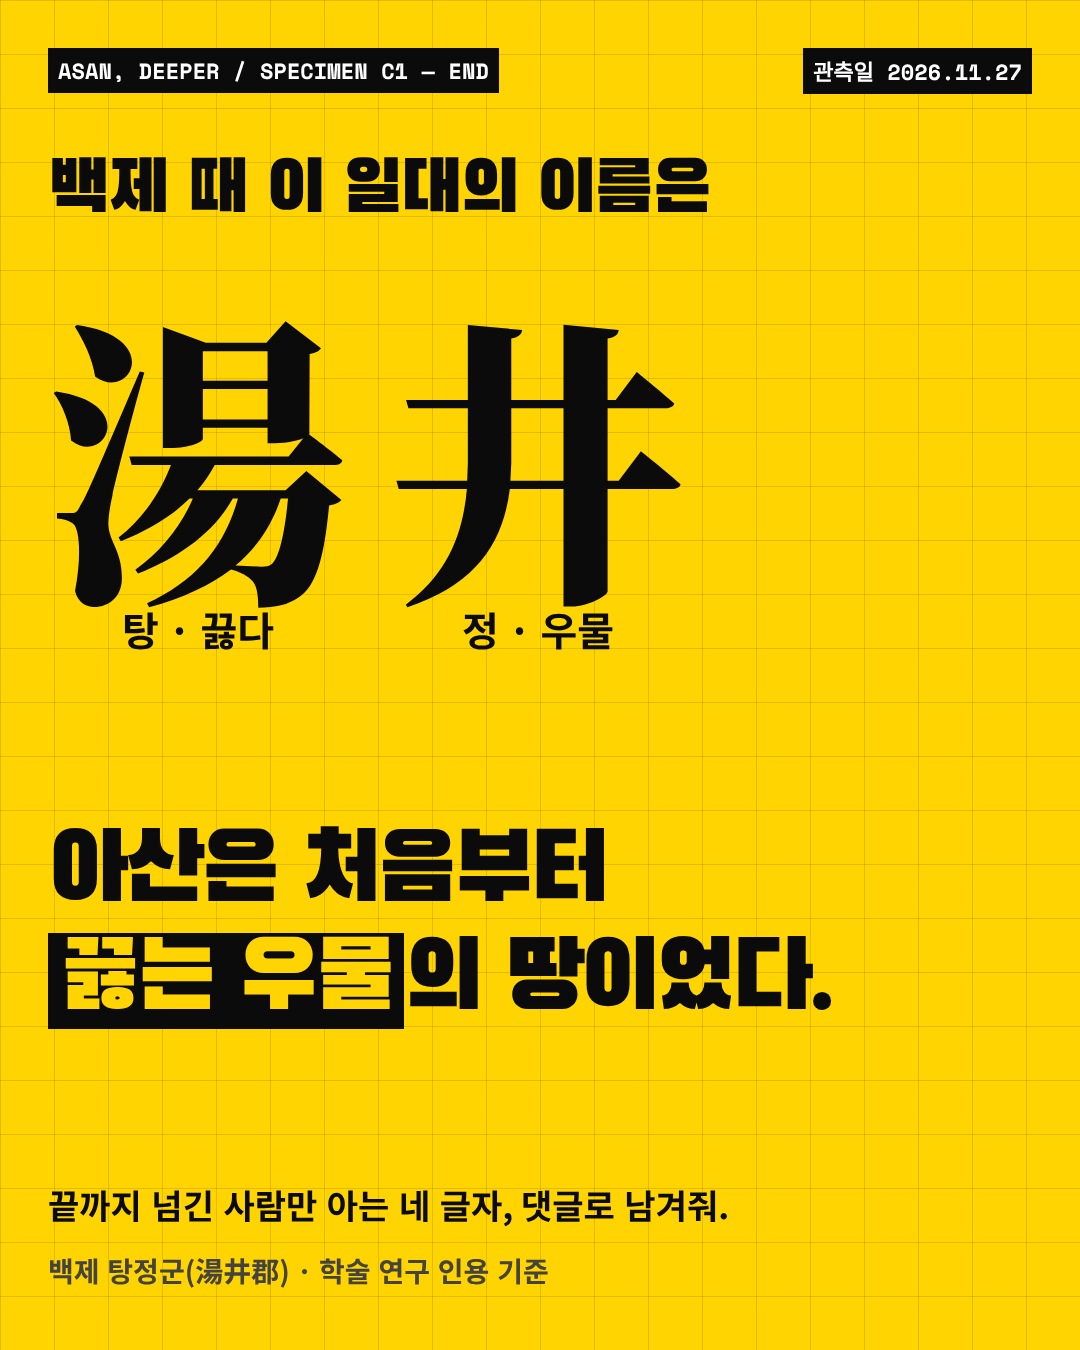 ASAN, DEEPER / SPECIMEN C1 — END
관측일 2026.11.27
백제 때 이 일대의 이름은
湯井
탕 · 끓다
정 · 우물
아산은 처음부터
끓는 우물의 땅이었다.
끝까지 넘긴 사람만 아는 네 글자, 댓글로 남겨줘.
백제 탕정군(湯井郡) · 학술 연구 인용 기준